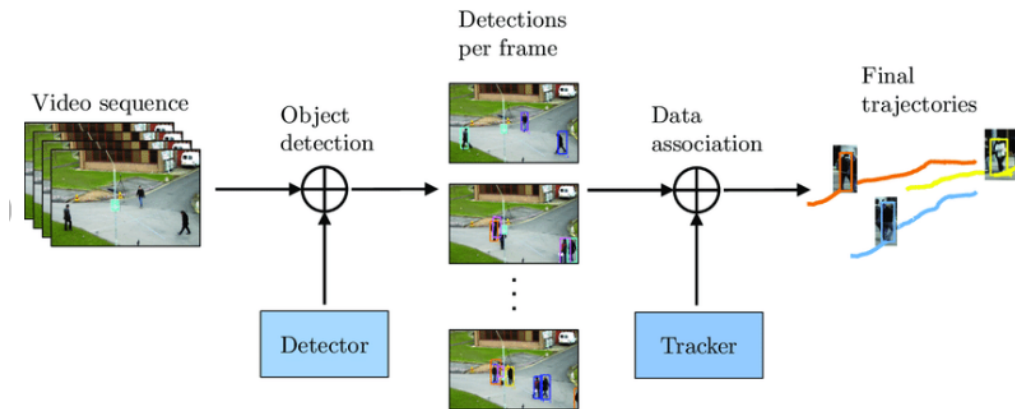 Video sequence
Object
detection
Detector
Detections
per frame
Data
association
Tracker
Final
trajectories